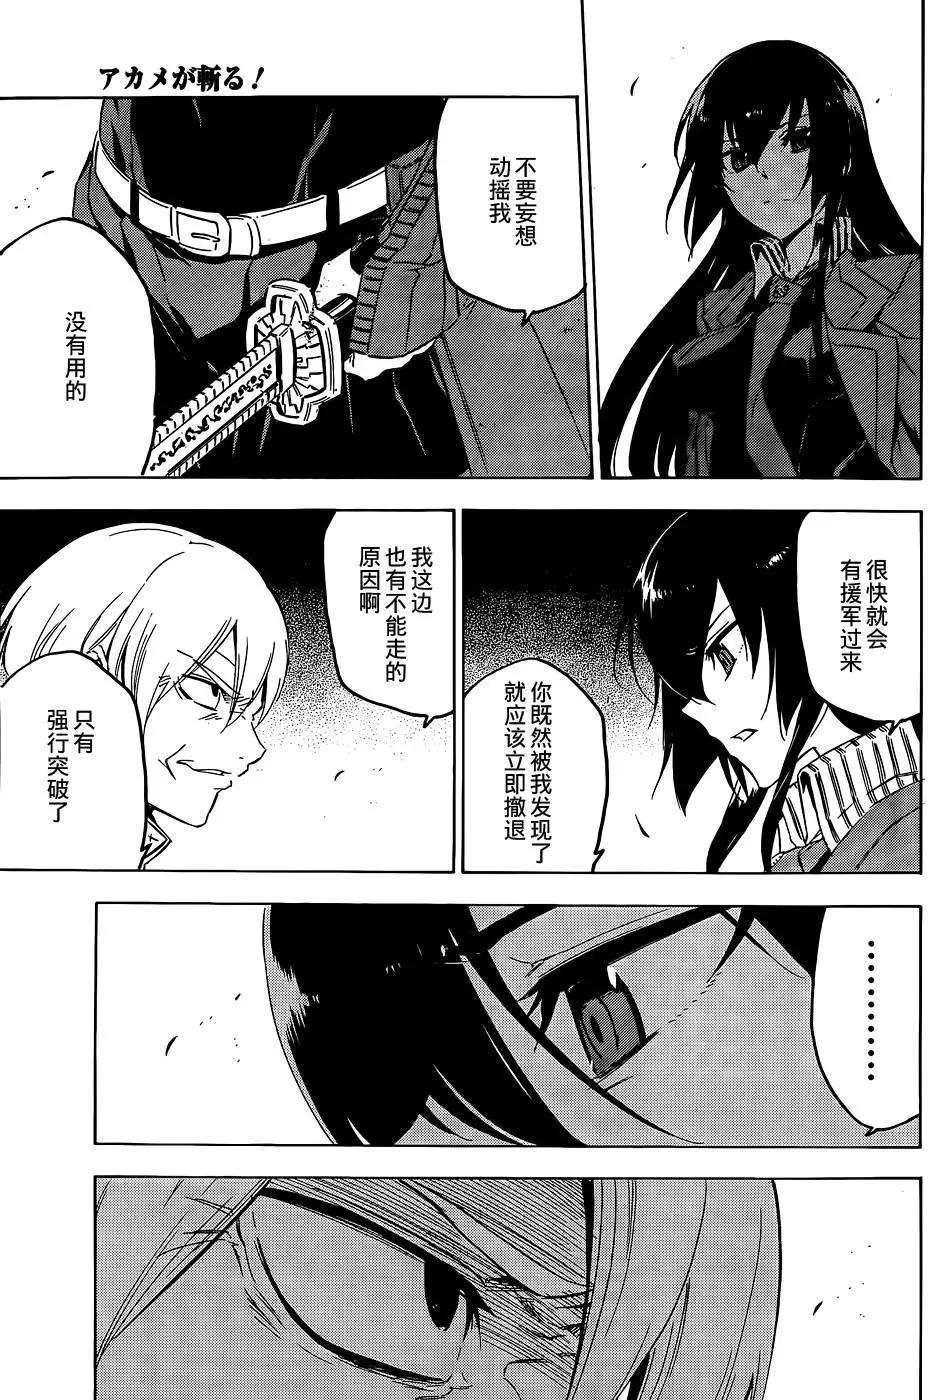 アカメが斬る！
不要妄想
动摇我
没有用的
很快就会
有援军过来
你既然被我发现了
就应该立即撤退
我这边
也有不能走的
原因啊
只有
强行突破了
…………